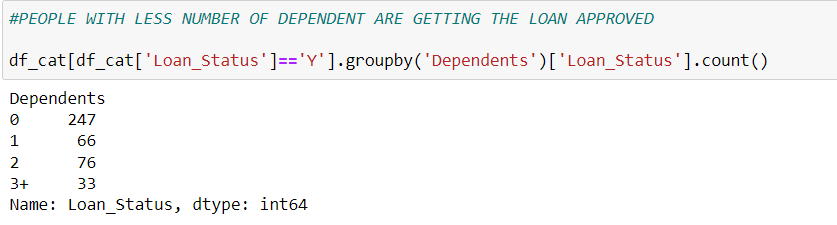 #PEOPLE WITH LESS NUMBER OF DEPENDENT ARE GETTING THE LOAN APPROVED
df_cat[df_cat['Loan_Status']=='Y'].groupby('Dependents')['Loan_Status'].count()
Dependents
0     247
1      66
2      76
3+     33
Name: Loan_Status, dtype: int64